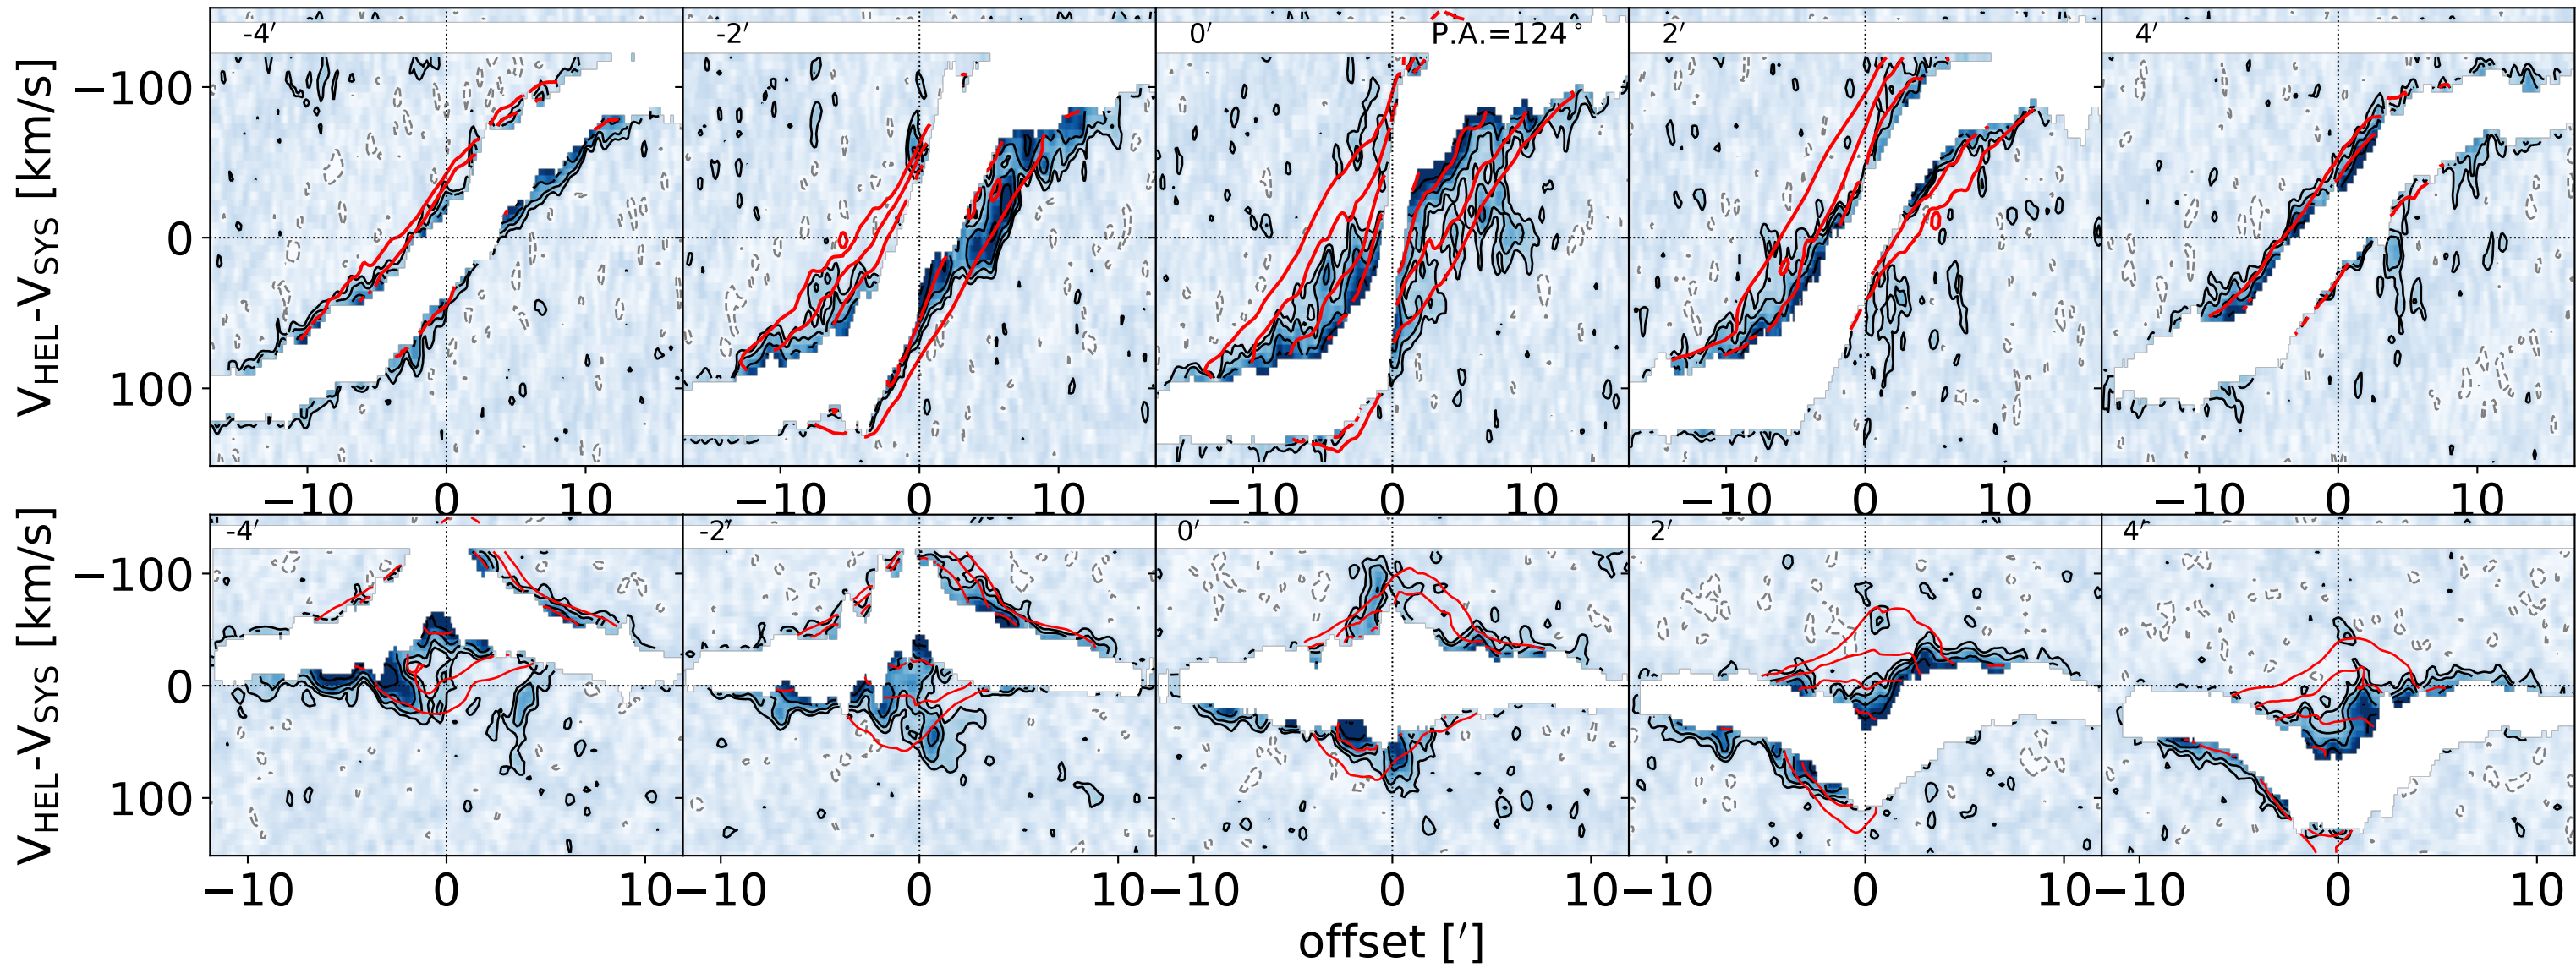 -4′ -2′ 0′ P.A.=124° 2′ 4′
V_HEL-V_SYS [km/s]
−100
0
100
−10 0 10 −10 0 10 −10 0 10 −10 0 10 −10 0 10
-4′ -2′ 0′ 2′ 4′
V_HEL-V_SYS [km/s]
−100
0
100
−10 0 10 −10 0 10 −10 0 10 −10 0 10 −10 0 10
offset [′]